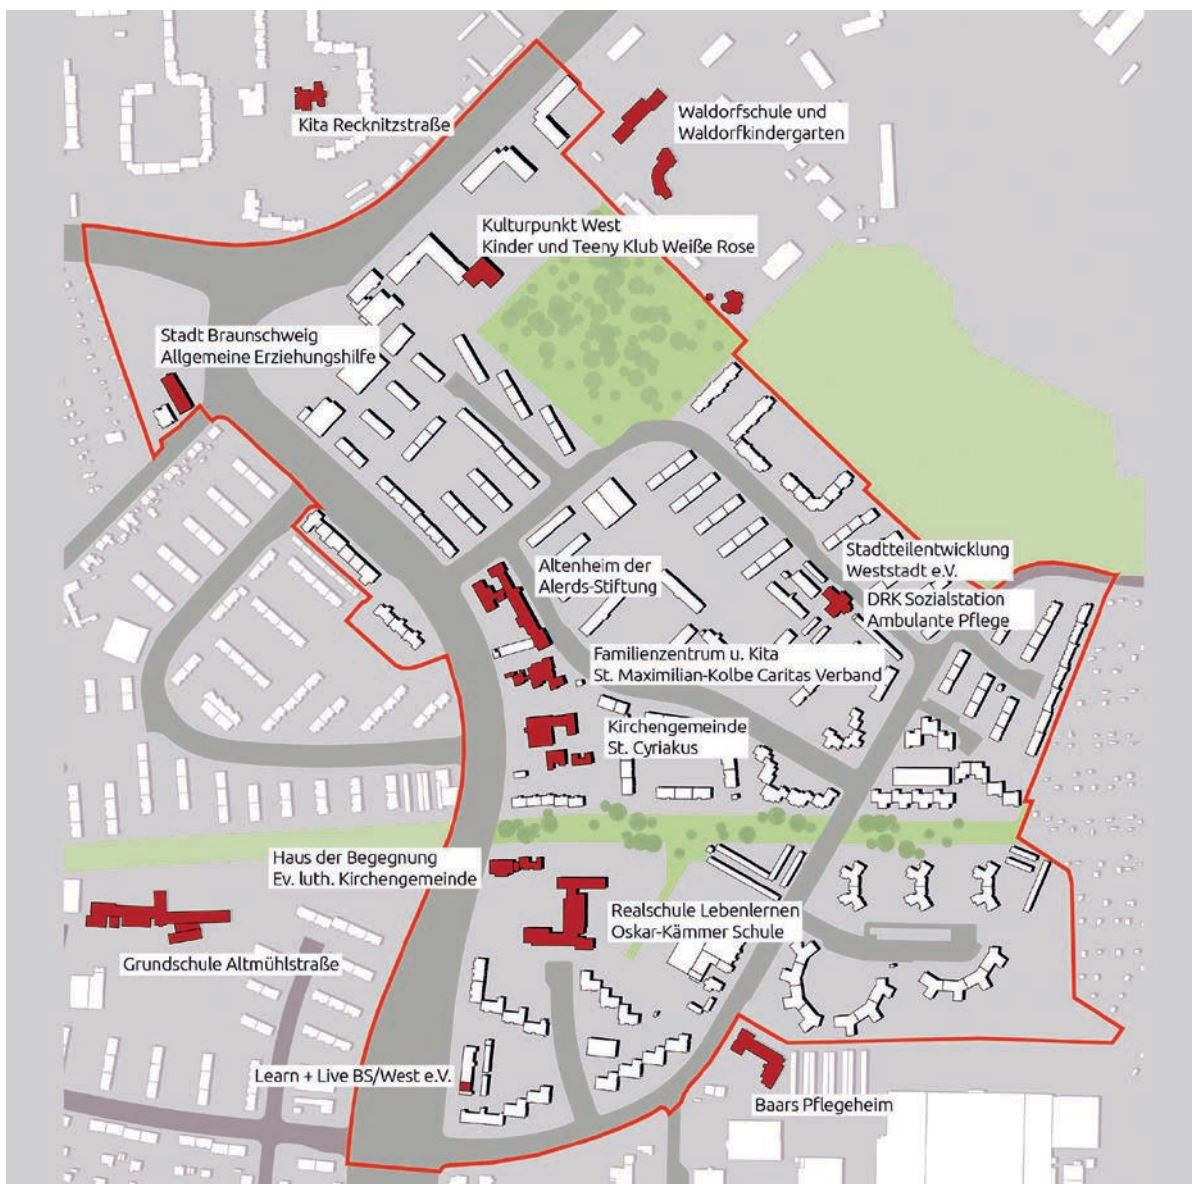 Kita Recknitzstraße
Waldorfschule und
Waldorfkindergarten
Kulturpunkt West
Kinder und Teeny Klub Weiße Rose
Stadt Braunschweig
Allgemeine Erziehungshilfe
Altenheim der
Alerds-Stiftung
Stadtteilentwicklung
Weststadt e.V.
DRK Sozialstation
Ambulante Pflege
Familienzentrum u. Kita
St. Maximilian-Kolbe Caritas Verband
Kirchengemeinde
St. Cyriakus
Haus der Begegnung
Ev. luth. Kirchengemeinde
Realschule Lebenlernen
Oskar-Kämmer Schule
Grundschule Altmühlstraße
Learn + Live BS/West e.V.
Baars Pflegeheim